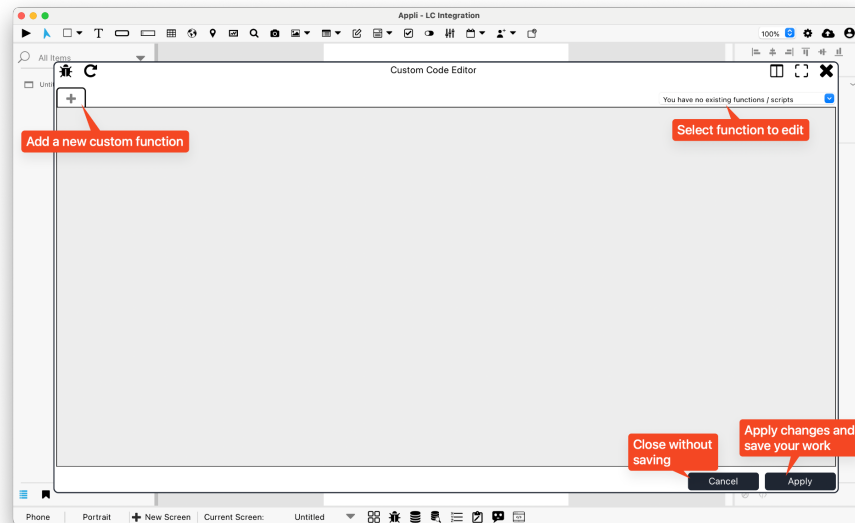 Appli - LC Integration
T
100%
All Items
Custom Code Editor
You have no existing functions / scripts
Add a new custom function
Select function to edit
Close without
saving
Apply changes and
save your work
Cancel
Apply
Phone
Portrait
New Screen
Current Screen:
Untitled